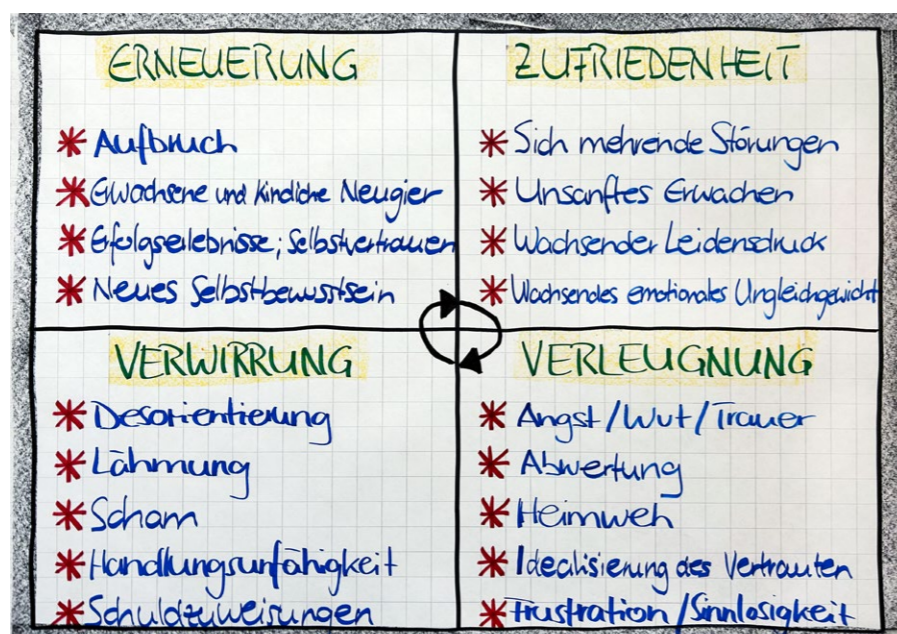 ERNEUERUNG
* Aufbruch
* Erwachsene und kindliche Neugier
* Erfolgserlebnisse; Selbstvertrauen
* Neues Selbstbewusstsein
ZUFRIEDENHEIT
* Sich mehrende Störungen
* Unsanftes Erwachen
* Wachsender Leidensdruck
* Wachsendes emotionales Ungleichgewicht
VERWIRRUNG
* Desorientierung
* Lähmung
* Scham
* Handlungsunfähigkeit
* Schuldzuweisungen
VERLEUGNUNG
* Angst/Wut/Trauer
* Abwertung
* Heimweh
* Idealisierung des Vertrauten
* Frustration/Sinnlosigkeit